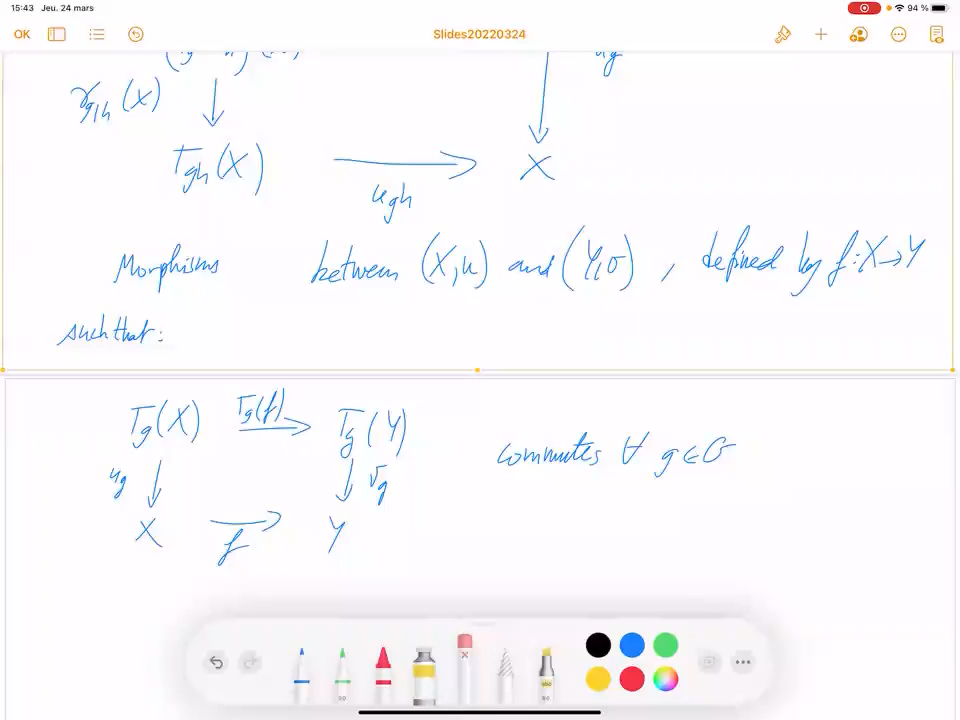 15:43 Jeu. 24 mars 94 %
OK Slides20220324
γg,h (X)
Tgh(X) X
ugh
Morphisms between (X,u) and (Y,σ), defined by f:X→Y
such that:
Tg(X) Tg(f) Tg(Y) commutes ∀ g∈G
ug vg
X f Y